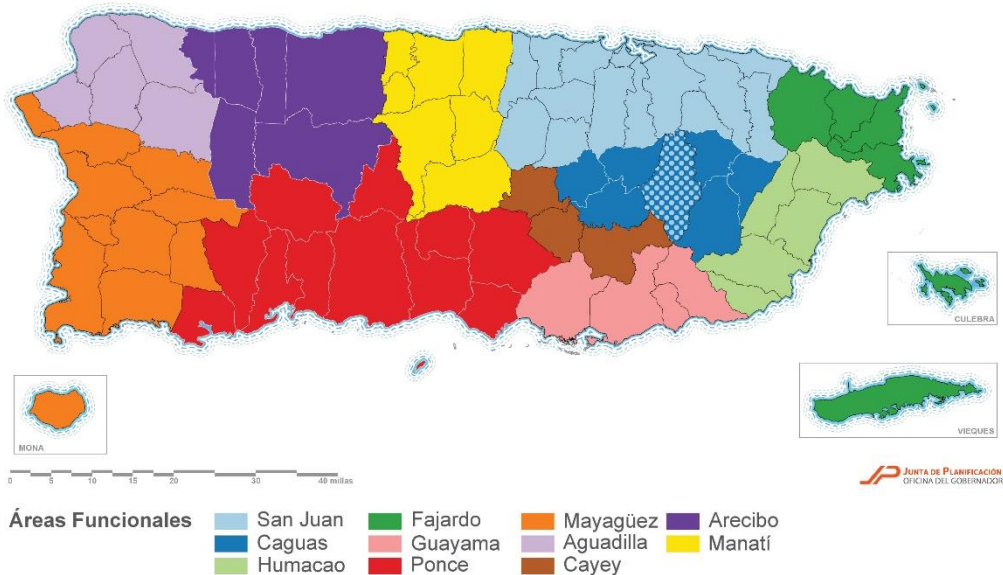 CULEBRA
MONA
VIEQUES
0 5 10 15 20 30 40 millas
JUNTA DE PLANIFICACIÓN
OFICINA DEL GOBERNADOR
Áreas Funcionales
San Juan Fajardo Mayagüez Arecibo
Caguas Guayama Aguadilla Manatí
Humacao Ponce Cayey